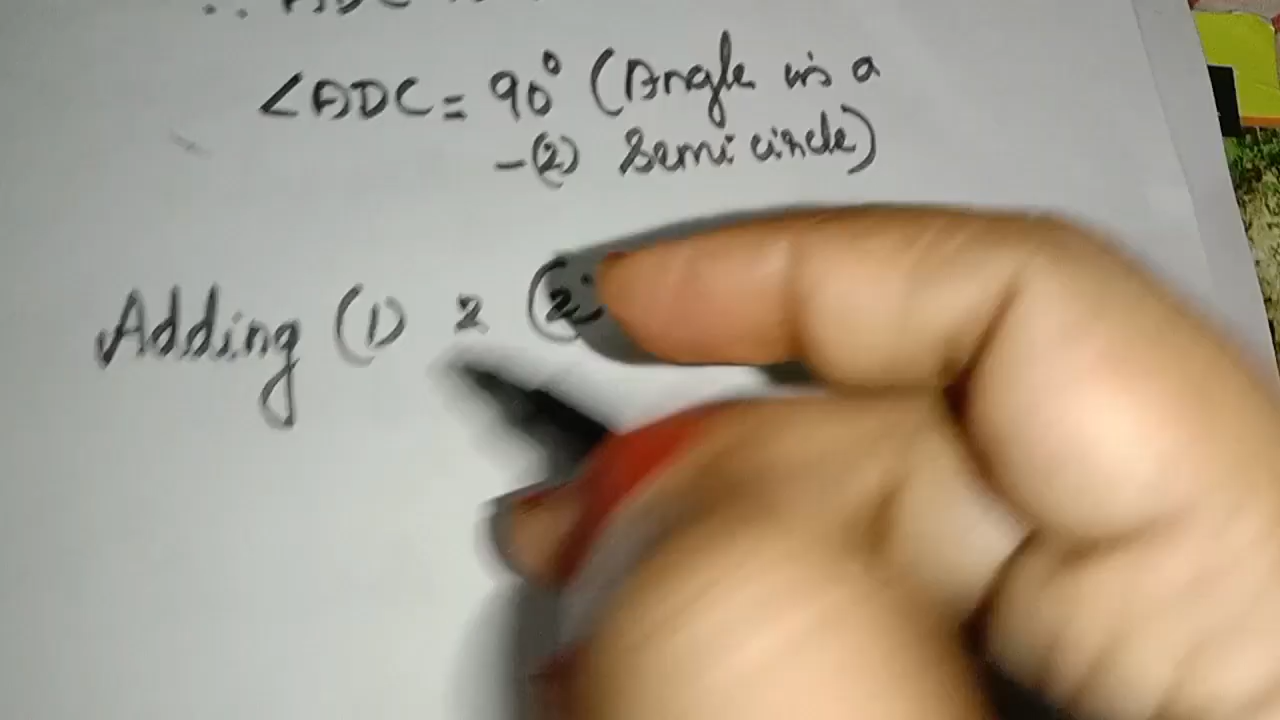 ∠ADC = 90° (Angle in a
-(2) Semi circle)
Adding (1) & (2)